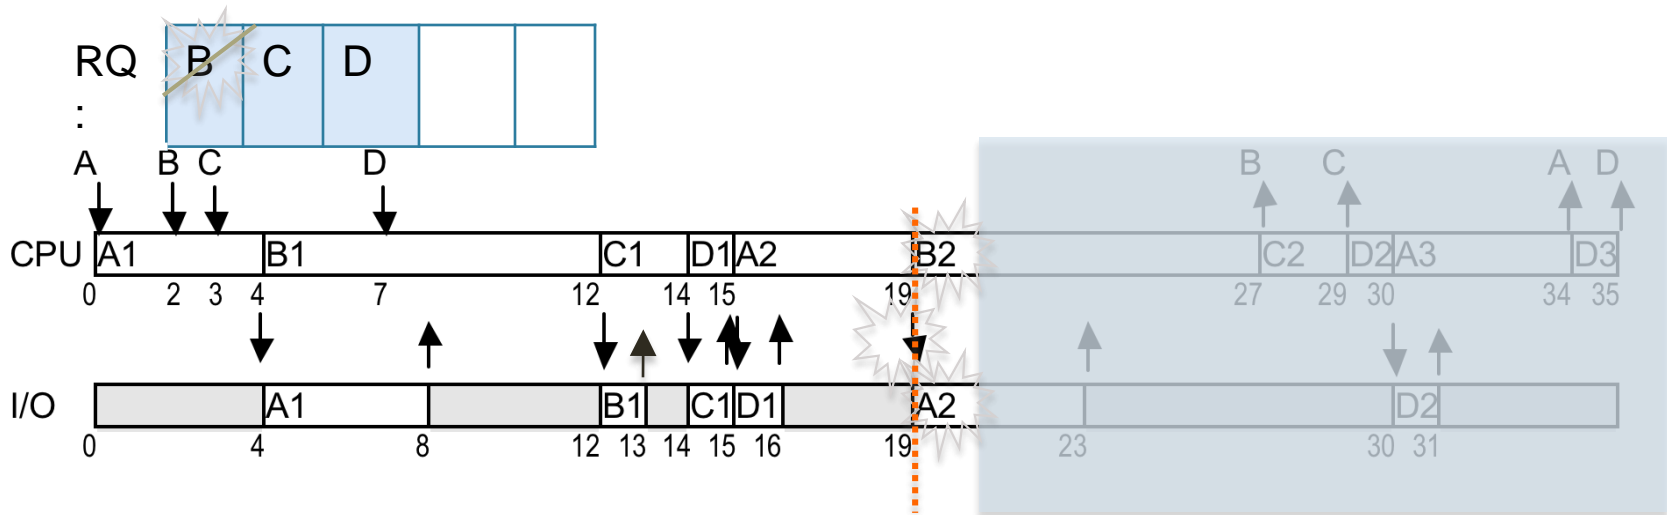 RQ B C D
:
A B C D B C A D
CPU A1 B1 C1 D1 A2 B2 C2 D2 A3 D3
0 2 3 4 7 12 14 15 19 27 29 30 34 35
I/O A1 B1 C1 D1 A2 D2
0 4 8 12 13 14 15 16 19 23 30 31